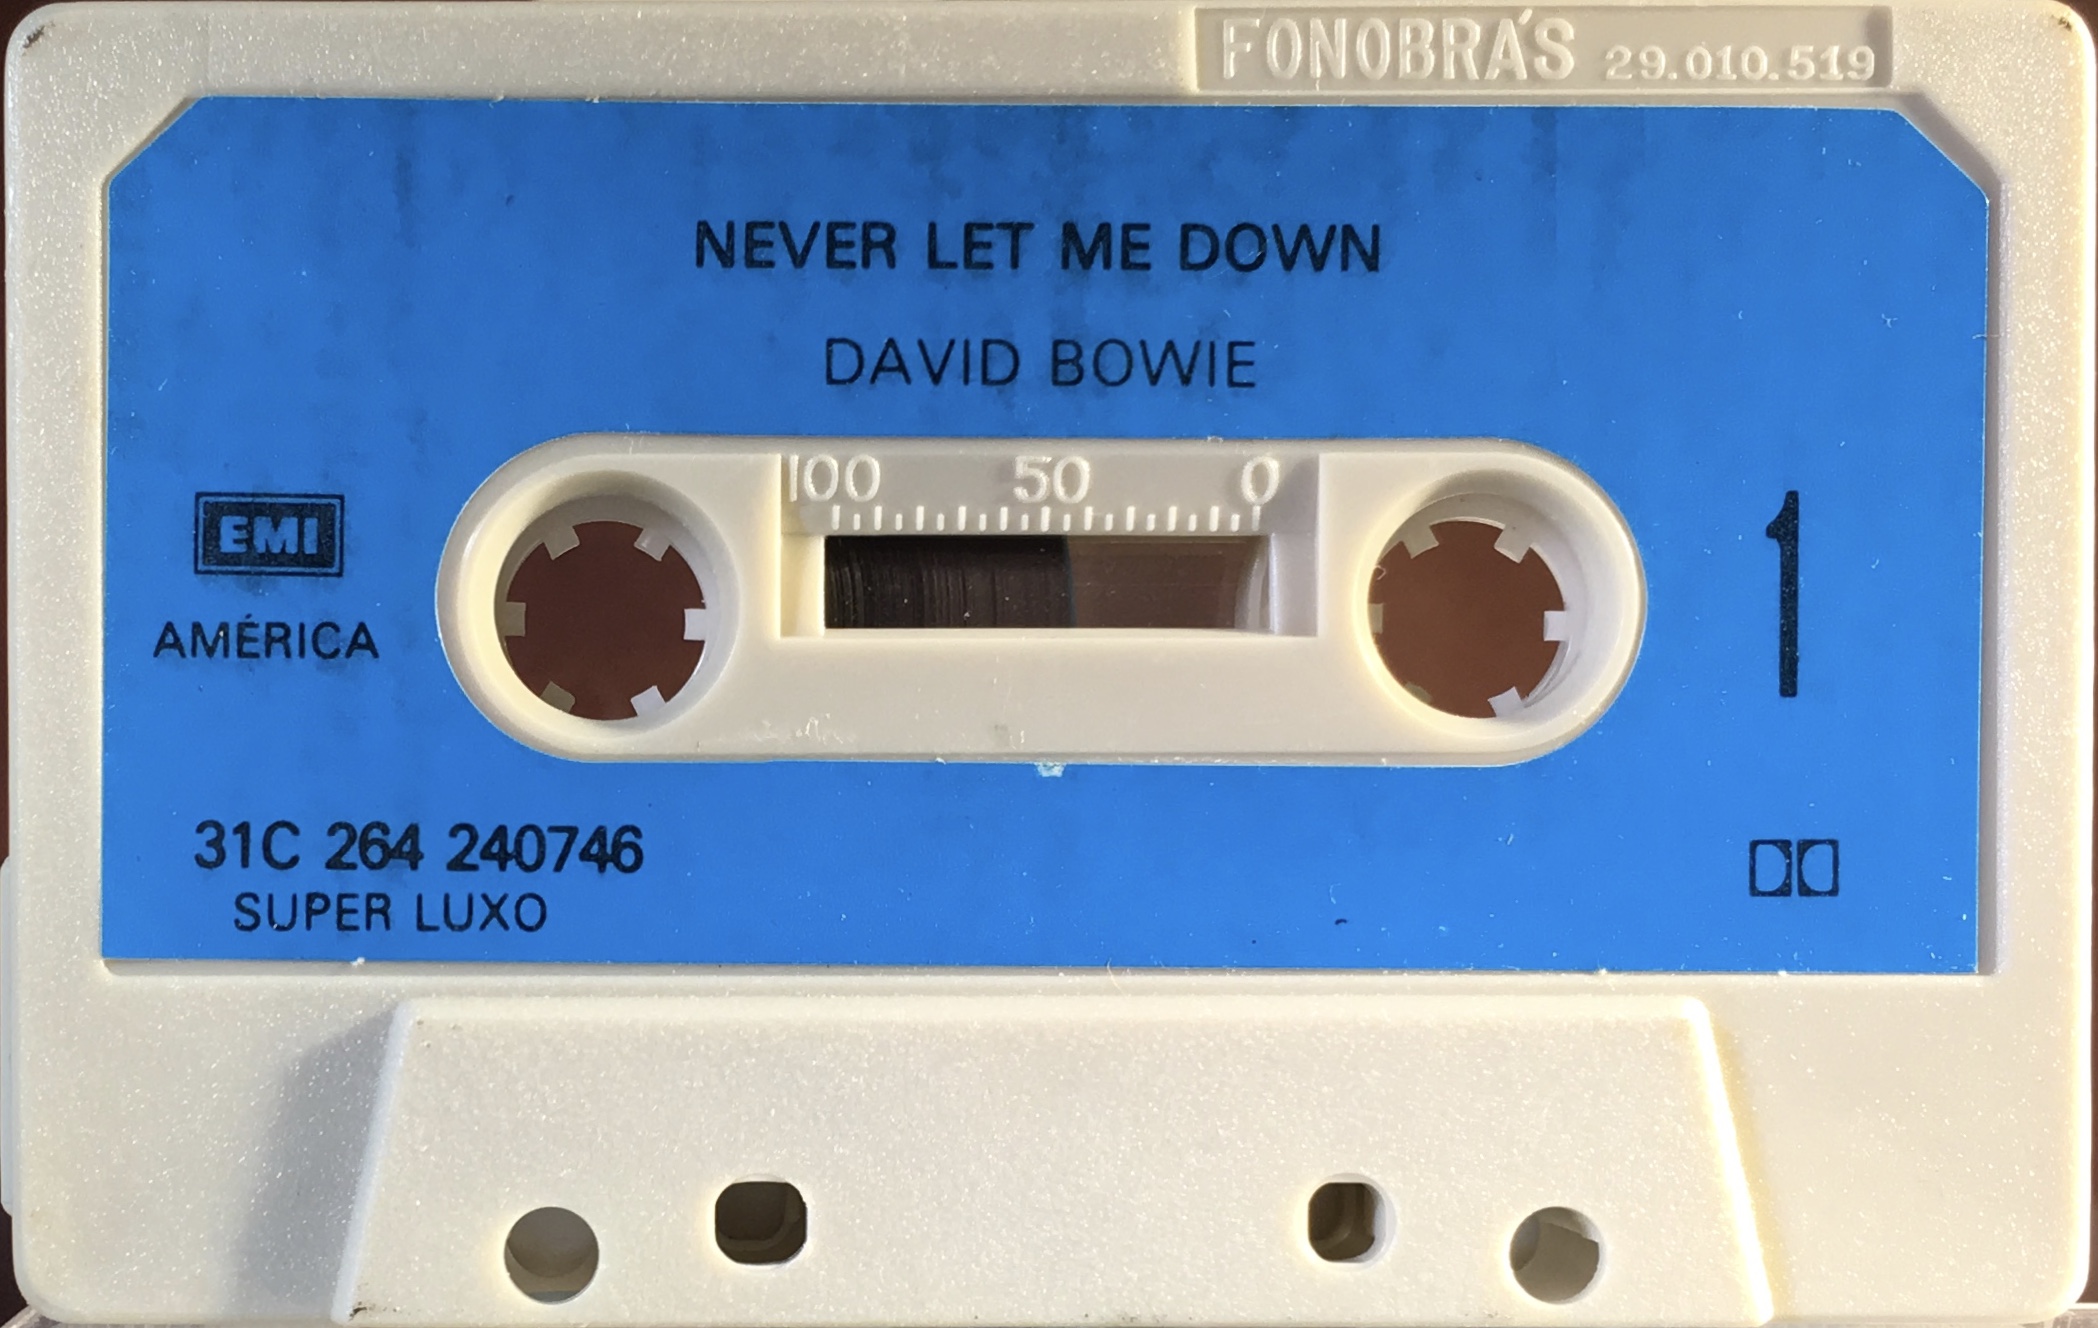 FONOBRÁS 29.010.519
NEVER LET ME DOWN
DAVID BOWIE
100 50 0
EMI
1
AMÉRICA
31C 264 240746
SUPER LUXO